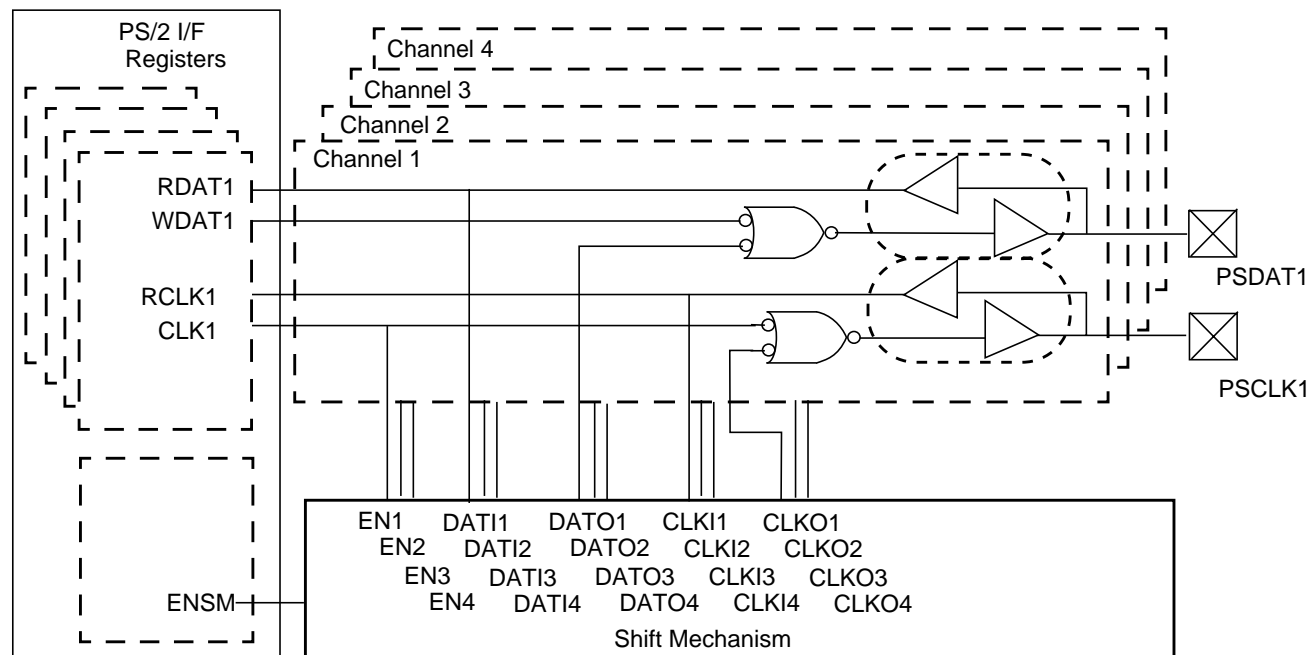 PS/2 I/F
Registers
Channel 4
Channel 3
Channel 2
Channel 1
RDAT1
WDAT1
RCLK1
CLK1
PSDAT1
PSCLK1
EN1 DATI1 DATO1 CLKI1 CLKO1
EN2 DATI2 DATO2 CLKI2 CLKO2
EN3 DATI3 DATO3 CLKI3 CLKO3
EN4 DATI4 DATO4 CLKI4 CLKO4
ENSM
Shift Mechanism